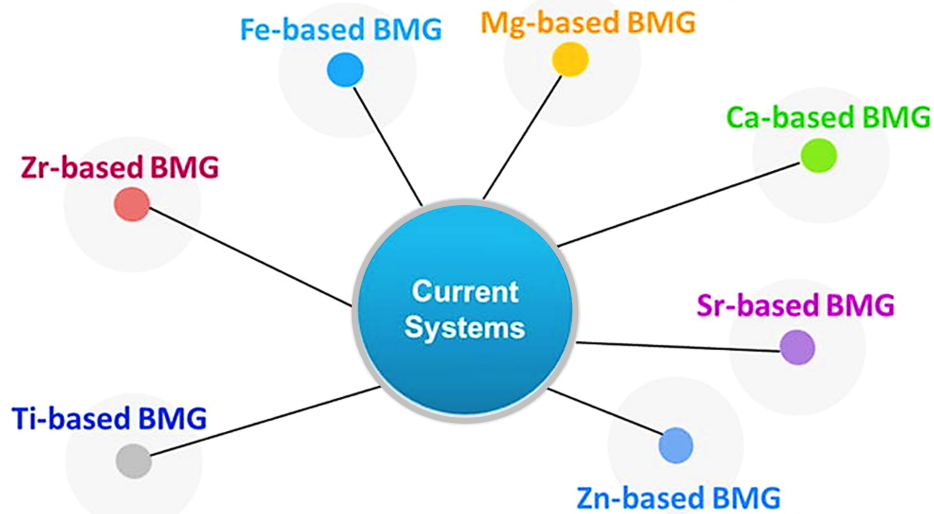 Fe-based BMG
Mg-based BMG
Ca-based BMG
Zr-based BMG
Current
Systems
Sr-based BMG
Ti-based BMG
Zn-based BMG